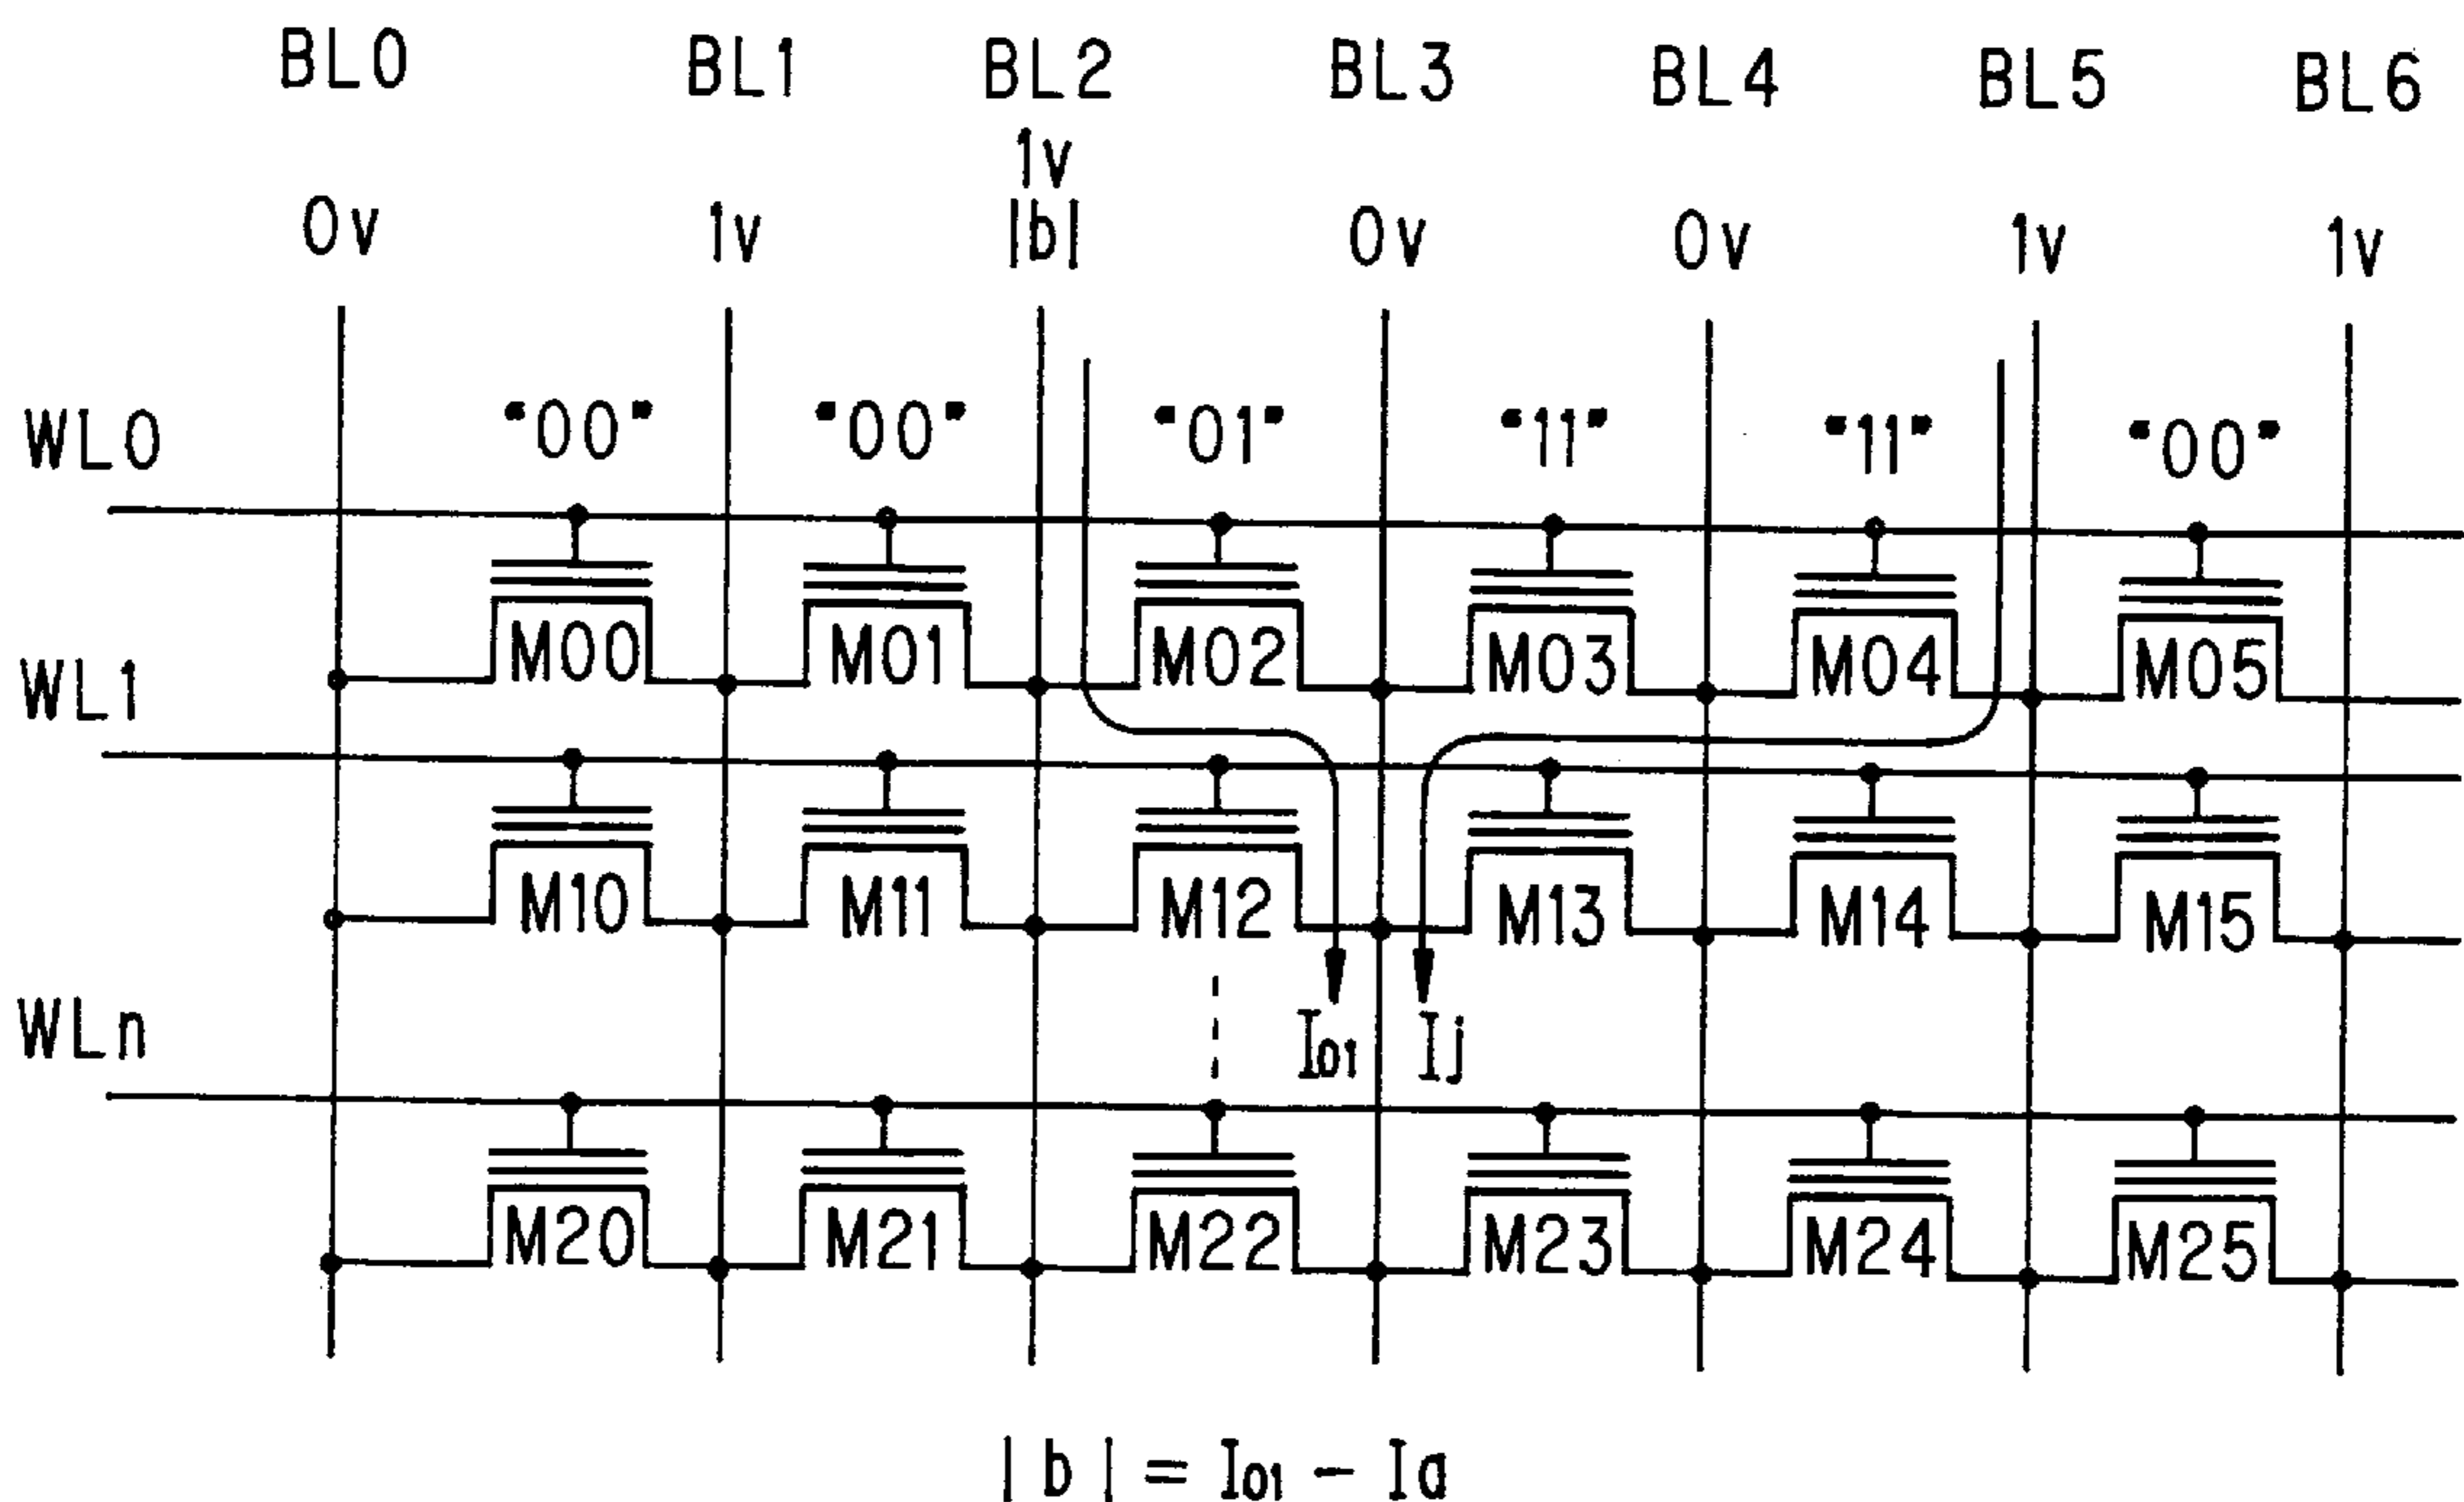 BL0 BL1 BL2 BL3 BL4 BL5 BL6
1v
0v 1v |b| 0v 0v 1v 1v
WL0 "00" "00" "01" "11" "11" "00"
M00 M01 M02 M03 M04 M05
WL1
M10 M11 M12 M13 M14 M15
WLn I01 Ij
M20 M21 M22 M23 M24 M25
|b| = I01 - Ia